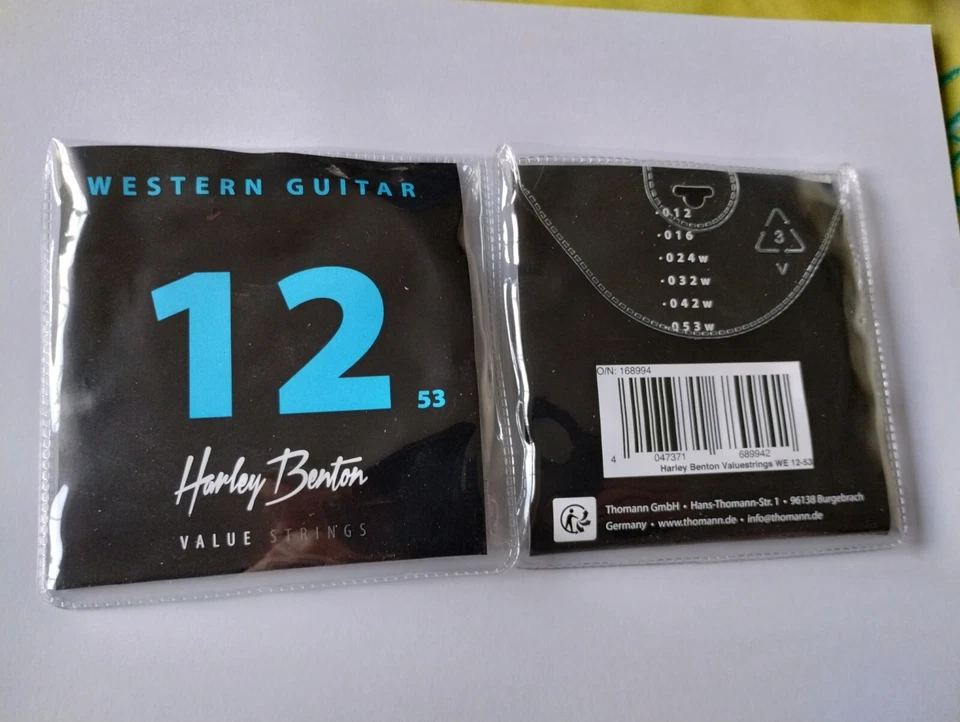 WESTERN GUITAR
12 53
Harley Benton
VALUE STRINGS
.012
.016
.024w
.032w
.042w
.053w
3
V
O/N: 168994
4 047371 689942
Harley Benton Valuestrings WE 12-53
Thomann GmbH • Hans-Thomann-Str. 1 • 96138 Burgebrach
Germany • www.thomann.de • info@thomann.de